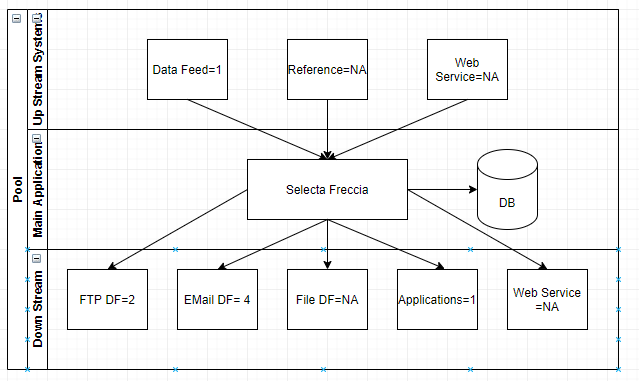 Pool
Up Stream System
Data Feed=1
Reference=NA
Web
Service=NA
Main Application
Selecta Freccia
DB
Down Stream
FTP DF=2
EMail DF= 4
File DF=NA
Applications=1
Web Service
=NA